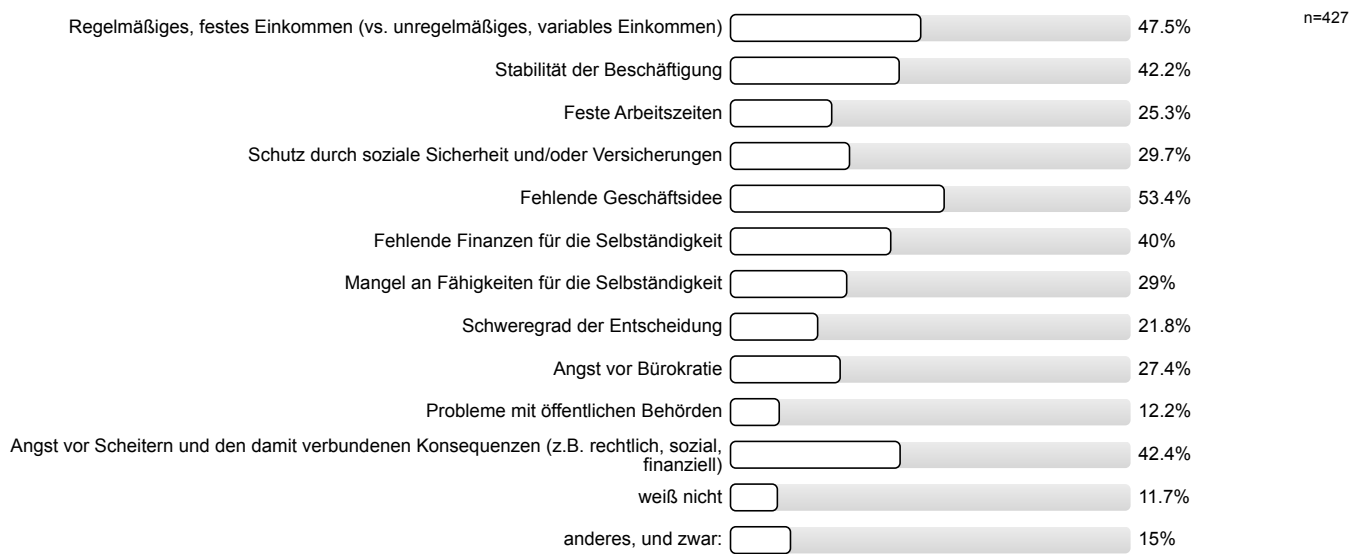 n=427
Regelmäßiges, festes Einkommen (vs. unregelmäßiges, variables Einkommen) 47.5%
Stabilität der Beschäftigung 42.2%
Feste Arbeitszeiten 25.3%
Schutz durch soziale Sicherheit und/oder Versicherungen 29.7%
Fehlende Geschäftsidee 53.4%
Fehlende Finanzen für die Selbständigkeit 40%
Mangel an Fähigkeiten für die Selbständigkeit 29%
Schweregrad der Entscheidung 21.8%
Angst vor Bürokratie 27.4%
Probleme mit öffentlichen Behörden 12.2%
Angst vor Scheitern und den damit verbundenen Konsequenzen (z.B. rechtlich, sozial,
finanziell) 42.4%
weiß nicht 11.7%
anderes, und zwar: 15%